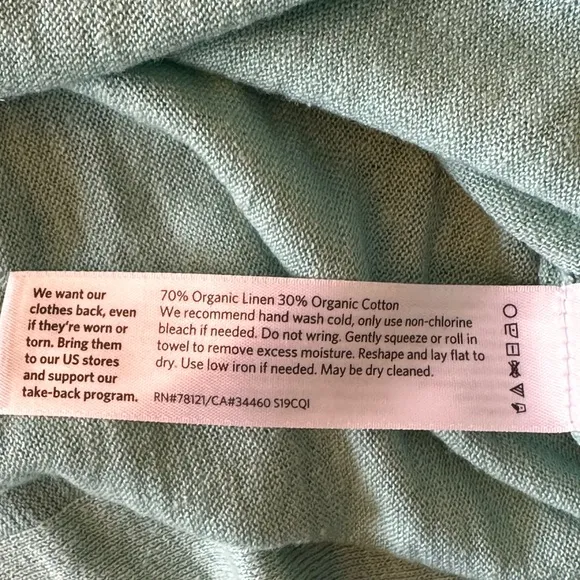 We want our
clothes back, even
if they're worn or
torn. Bring them
to our US stores
and support our
take-back program.
70% Organic Linen 30% Organic Cotton
We recommend hand wash cold, only use non-chlorine
bleach if needed. Do not wring. Gently squeeze or roll in
towel to remove excess moisture. Reshape and lay flat to
dry. Use low iron if needed. May be dry cleaned.
RN#78121/CA#34460 S19CQI